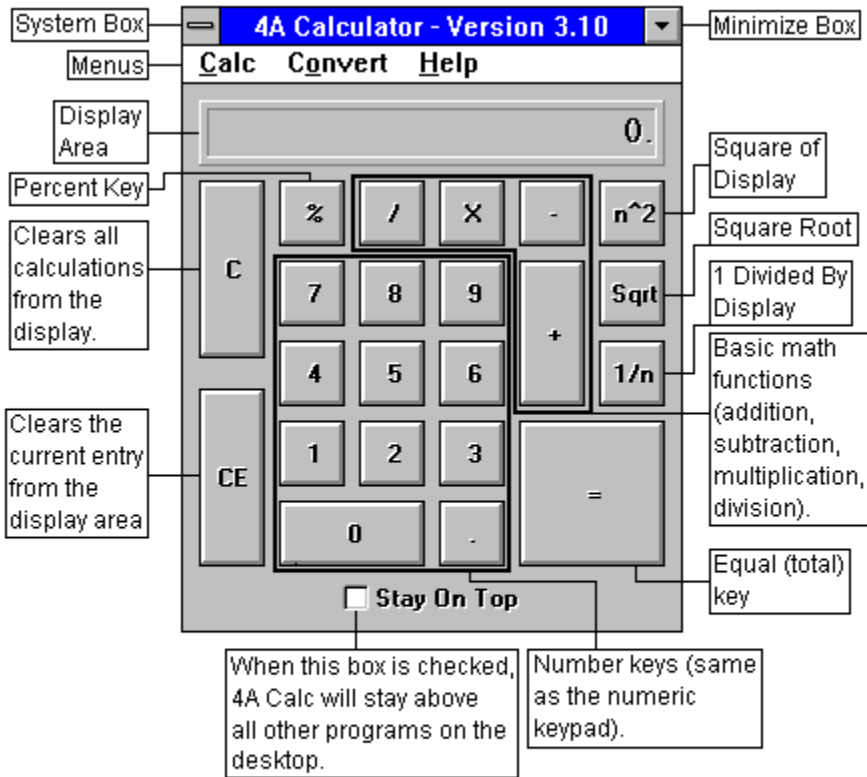 System Box
4A Calculator - Version 3.10
Minimize Box
Menus
Calc Convert Help
Display
Area
0.
Percent Key
Square of
Display
% / X - n^2
Clears all
calculations
from the
display.
C
Square Root
7 8 9 + Sqrt
1 Divided By
Display
4 5 6 1/n
Basic math
functions
(addition,
subtraction,
multiplication,
division).
Clears the
current entry
from the
display area
CE
1 2 3 =
0 .
Equal (total)
key
Stay On Top
When this box is checked,
4A Calc will stay above
all other programs on the
desktop.
Number keys (same
as the numeric
keypad).